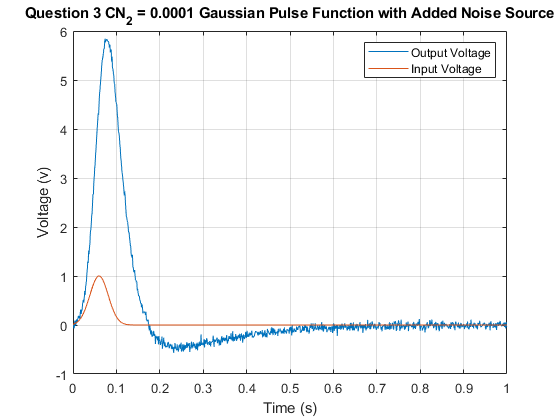 Question 3 CN2 = 0.0001 Gaussian Pulse Function with Added Noise Source
6
5
4
3
2
1
0
-1
Voltage (v)
Output Voltage
Input Voltage
0 0.1 0.2 0.3 0.4 0.5 0.6 0.7 0.8 0.9 1
Time (s)